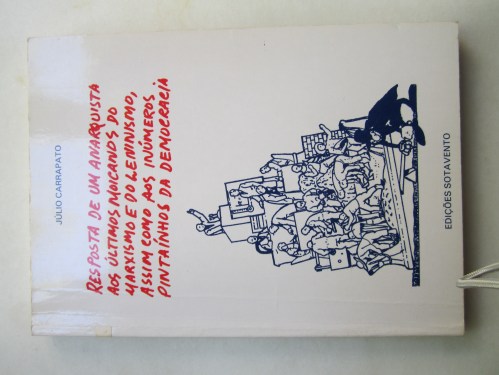 JÚLIO CARRAPATO
RESPOSTA DE UM ANARQUISTA
AOS ÚLTIMOS MOICANOS DO
MARXISMO E DO LENINISMO,
ASSIM COMO AOS INÚMEROS
PINTAÍNHOS DA DEMOCRACIA
EDIÇÕES SOTAVENTO